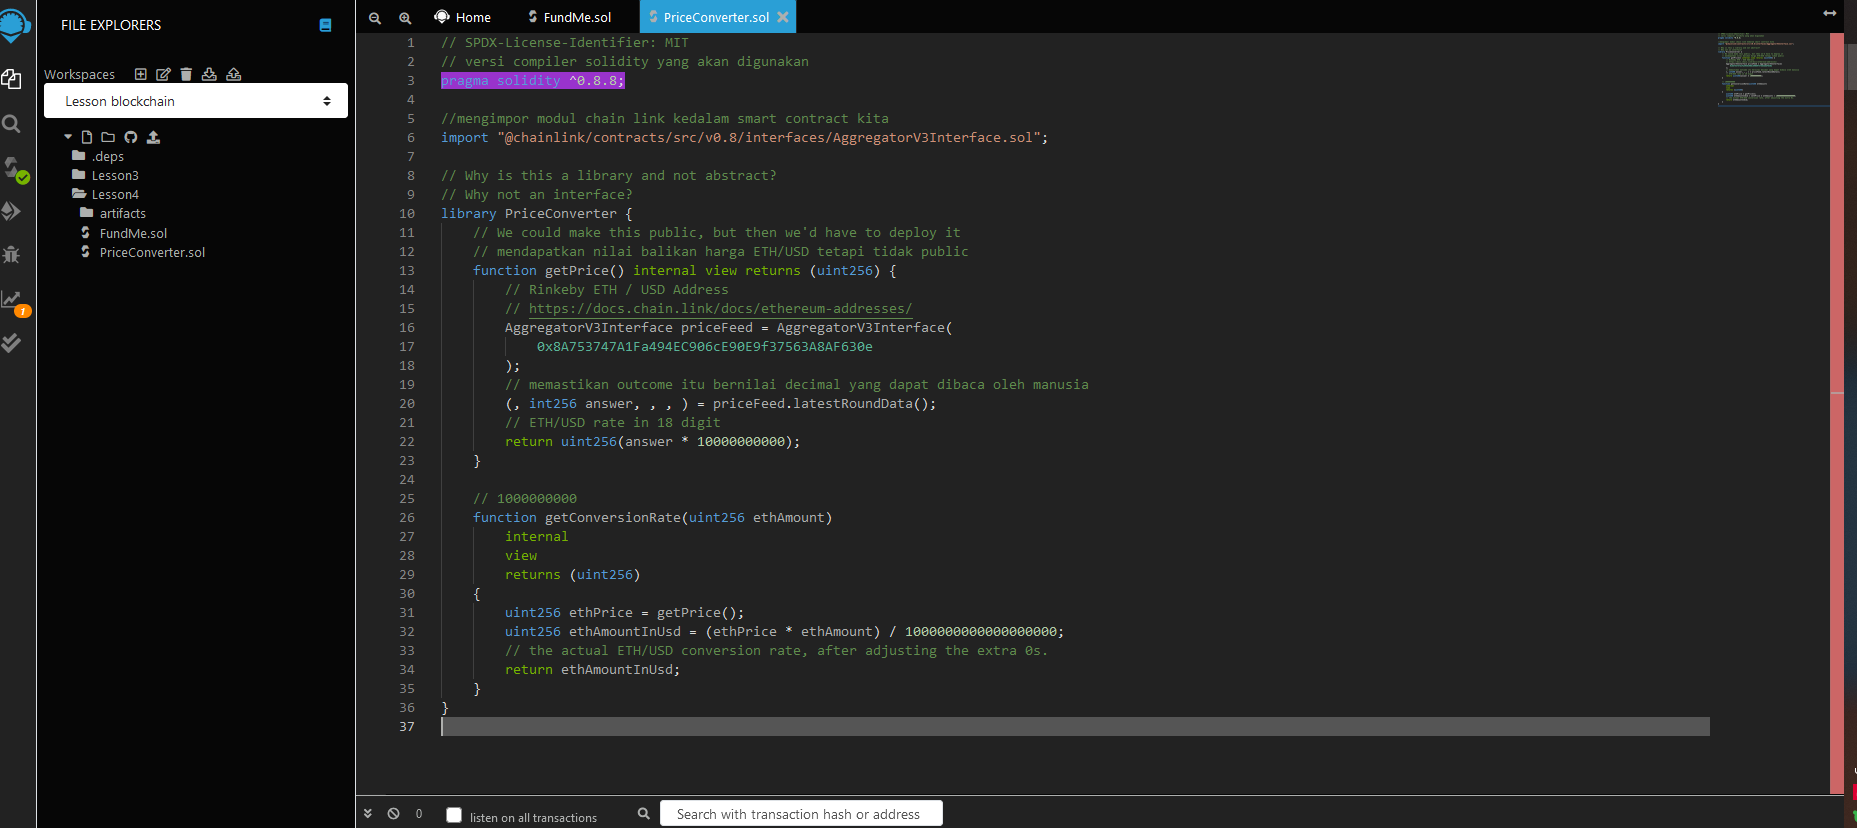 FILE EXPLORERS
Workspaces
Lesson blockchain
.deps
Lesson3
Lesson4
artifacts
FundMe.sol
PriceConverter.sol
1
Home
FundMe.sol
PriceConverter.sol
1 // SPDX-License-Identifier: MIT
2 // versi compiler solidity yang akan digunakan
3 pragma solidity ^0.8.8;
4
5 //mengimpor modul chain link kedalam smart contract kita
6 import "@chainlink/contracts/src/v0.8/interfaces/AggregatorV3Interface.sol";
7
8 // Why is this a library and not abstract?
9 // Why not an interface?
10 library PriceConverter {
11 // We could make this public, but then we'd have to deploy it
12 // mendapatkan nilai balikan harga ETH/USD tetapi tidak public
13 function getPrice() internal view returns (uint256) {
14 // Rinkeby ETH / USD Address
15 // https://docs.chain.link/docs/ethereum-addresses/
16 AggregatorV3Interface priceFeed = AggregatorV3Interface(
17 0x8A753747A1Fa494EC906cE90E9f37563A8AF630e
18 );
19 // memastikan outcome itu bernilai decimal yang dapat dibaca oleh manusia
20 (, int256 answer, , , ) = priceFeed.latestRoundData();
21 // ETH/USD rate in 18 digit
22 return uint256(answer * 10000000000);
23 }
24
25 // 1000000000
26 function getConversionRate(uint256 ethAmount)
27 internal
28 view
29 returns (uint256)
30 {
31 uint256 ethPrice = getPrice();
32 uint256 ethAmountInUsd = (ethPrice * ethAmount) / 1000000000000000000;
33 // the actual ETH/USD conversion rate, after adjusting the extra 0s.
34 return ethAmountInUsd;
35 }
36 }
37
0
listen on all transactions
Search with transaction hash or address